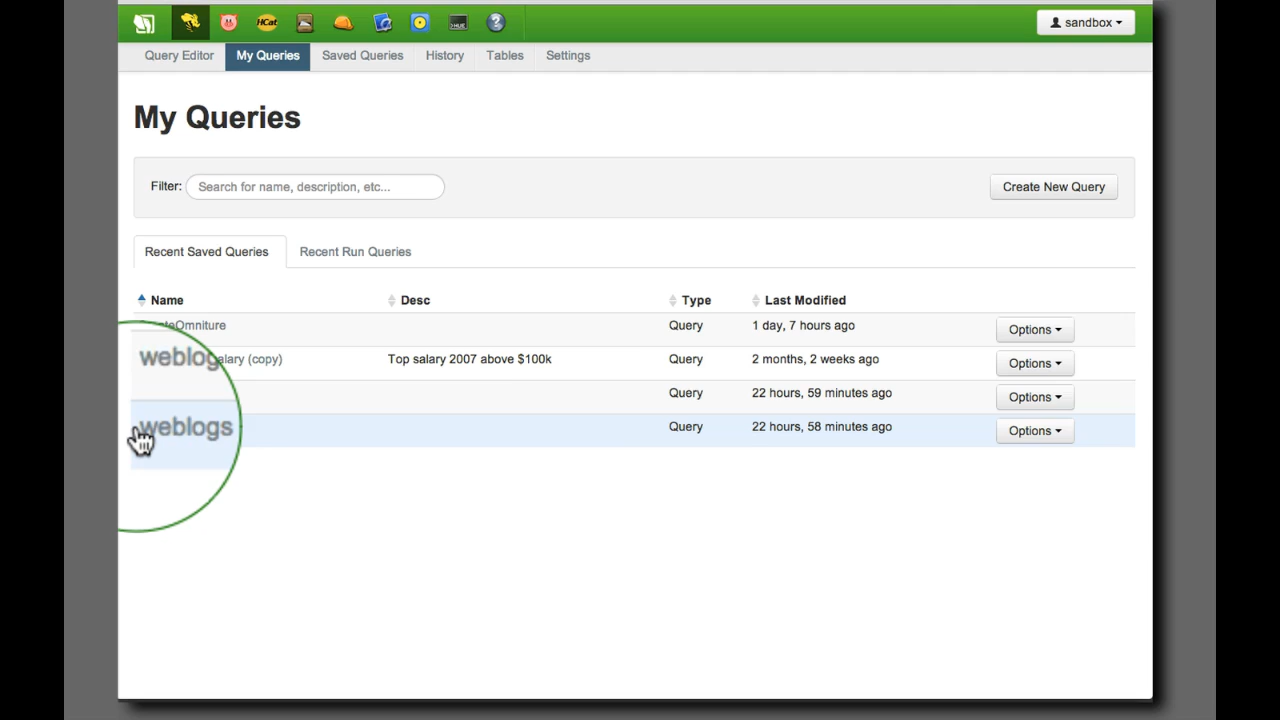 HCat
sandbox
Query Editor My Queries Saved Queries History Tables Settings
My Queries
Filter: Search for name, description, etc... Create New Query
Recent Saved Queries Recent Run Queries
Name Desc Type Last Modified
Query 1 day, 7 hours ago Options
(copy) Top salary 2007 above $100k Query 2 months, 2 weeks ago Options
Query 22 hours, 59 minutes ago Options
weblogs Query 22 hours, 58 minutes ago Options